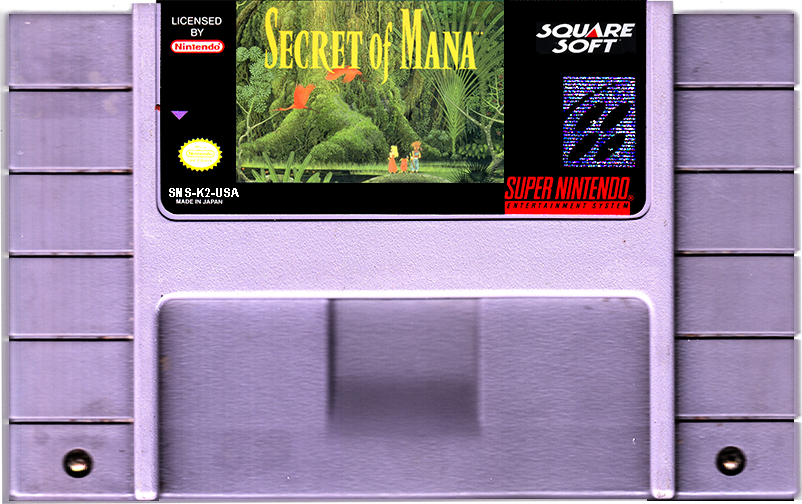 LICENSED
BY
Nintendo
SECRET of MANA
SQUARE
SOFT
SNS-K2-USA
MADE IN JAPAN
SUPER NINTENDO
ENTERTAINMENT SYSTEM